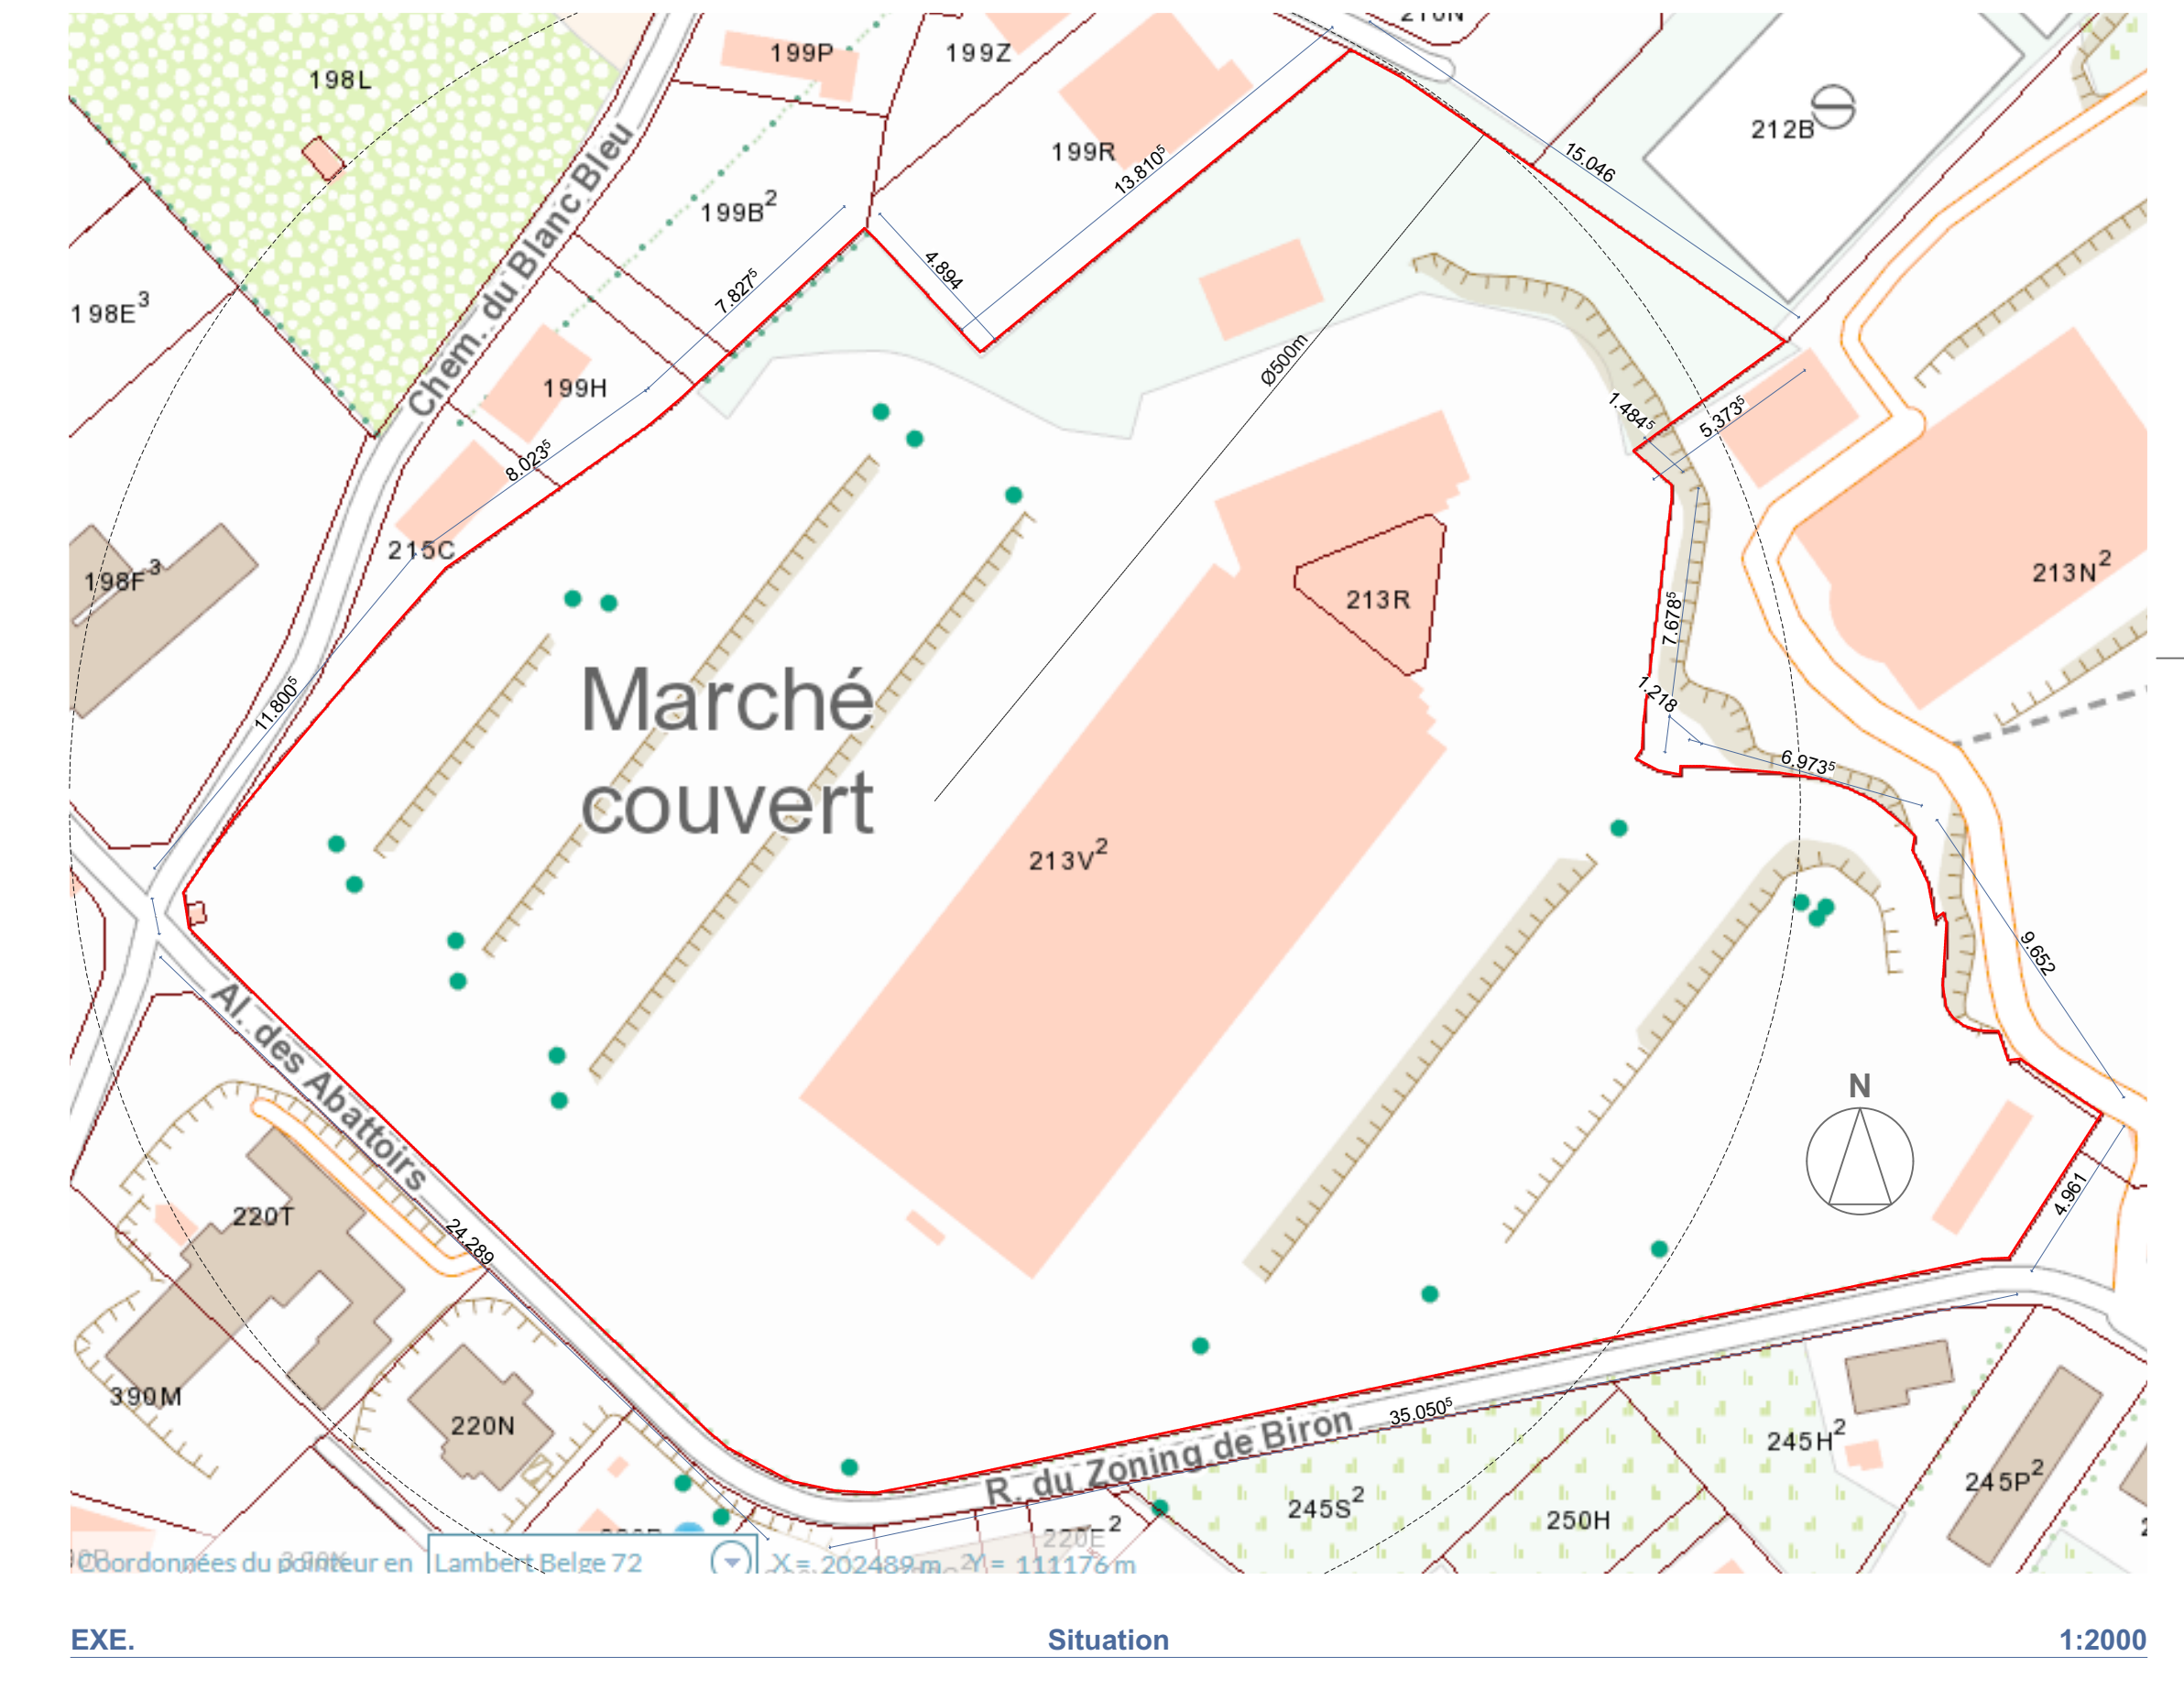 198L
199P
199Z
212B
199R
15.046
13.810⁵
Chem. du Blanc Bleu
199B²
7.827⁵
4.894
198E³
Ø500m
199H
1.484⁵
5.373⁵
8.023⁵
215C
198F³
213R
213N²
7.678⁵
1.218
11.800⁵
Marché
couvert
6.973⁵
213V²
9.652
Al. des Abattoirs
N
220T
24.289
4.961
390M
220N
R. du Zoning de Biron
35.050⁵
245H²
245P²
245S²
250H
220E²
Coordonnées du pointeur en Lambert Belge 72 X = 202489 m Y = 111176 m
EXE. Situation 1:2000